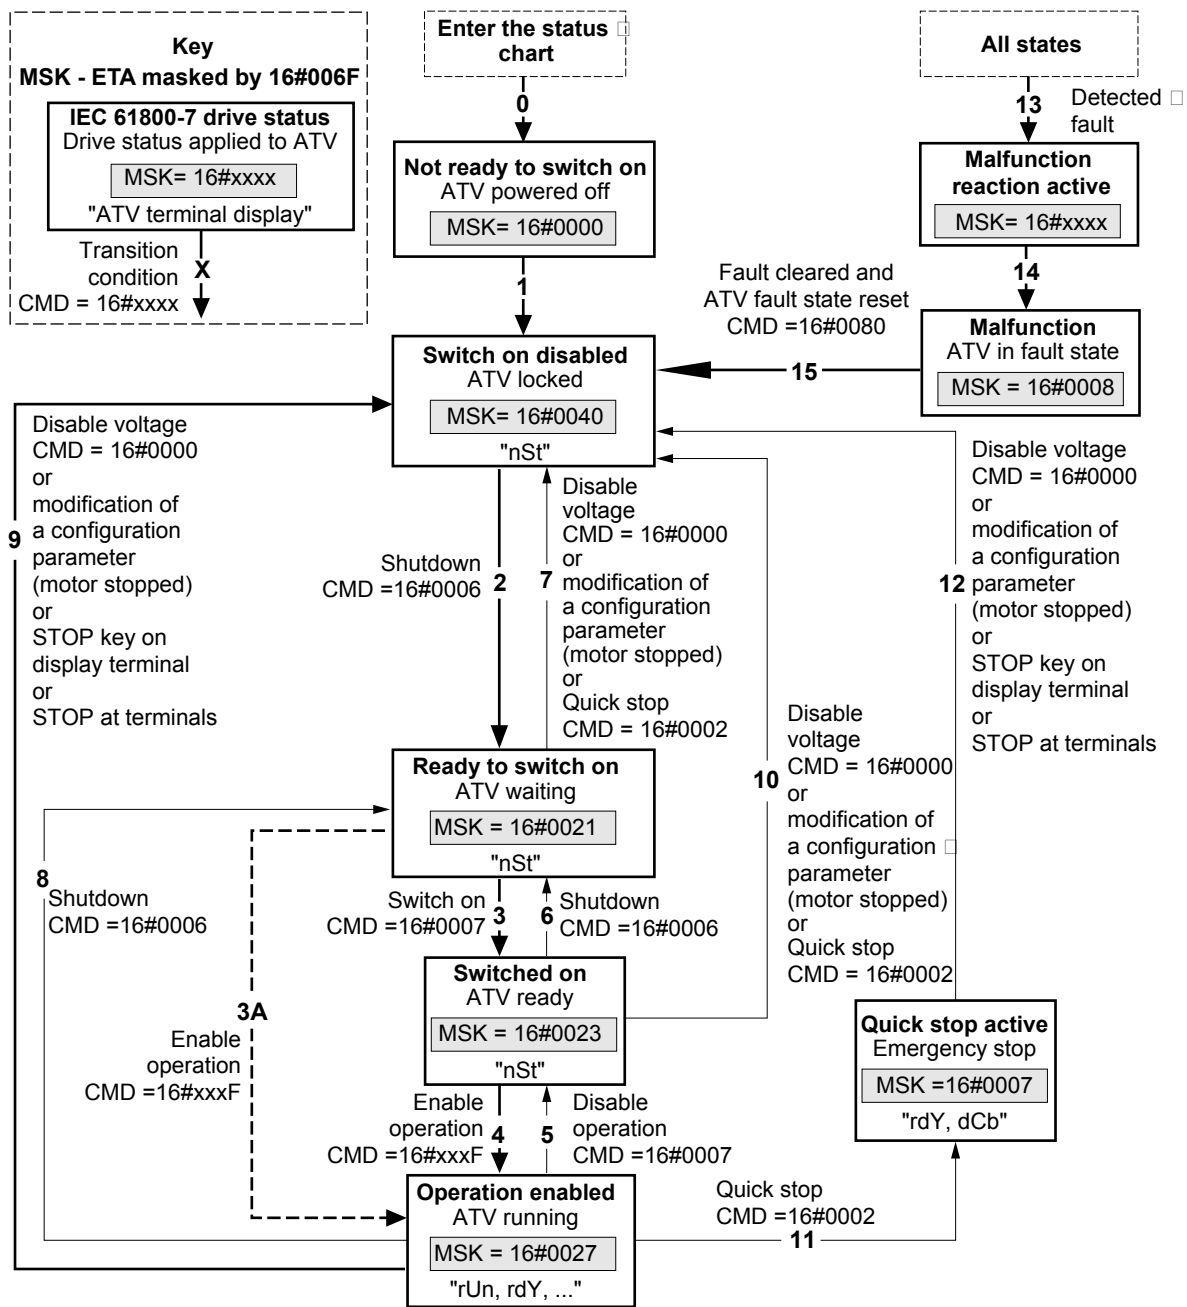 Key
MSK - ETA masked by 16#006F
IEC 61800-7 drive status
Drive status applied to ATV
MSK= 16#xxxx
"ATV terminal display"
Transition
condition
CMD = 16#xxxx
X
Enter the status
chart
0
Not ready to switch on
ATV powered off
MSK= 16#0000
1
All states
13
Detected
fault
Malfunction
reaction active
MSK= 16#xxxx
14
Malfunction
ATV in fault state
MSK = 16#0008
Fault cleared and
ATV fault state reset
CMD =16#0080
15
Switch on disabled
ATV locked
MSK= 16#0040
"nSt"
9
Disable voltage
CMD = 16#0000
or
modification of
a configuration
parameter
(motor stopped)
or
STOP key on
display terminal
or
STOP at terminals
Shutdown
CMD =16#0006
2
7
Disable
voltage
CMD = 16#0000
or
modification of
a configuration
parameter
(motor stopped)
or
Quick stop
CMD = 16#0002
12
Disable voltage
CMD = 16#0000
or
modification of
a configuration
parameter
(motor stopped)
or
STOP key on
display terminal
or
STOP at terminals
10
Disable
voltage
CMD = 16#0000
or
modification of
a configuration
parameter
(motor stopped)
or
Quick stop
CMD = 16#0002
Ready to switch on
ATV waiting
MSK = 16#0021
"nSt"
8
Shutdown
CMD =16#0006
Switch on
CMD =16#0007
3
6
Shutdown
CMD =16#0006
3A
Enable
operation
CMD =16#xxxF
Switched on
ATV ready
MSK = 16#0023
"nSt"
Enable
operation
CMD =16#xxxF
4
5
Disable
operation
CMD =16#0007
Quick stop active
Emergency stop
MSK =16#0007
"rdY, dCb"
Operation enabled
ATV running
MSK = 16#0027
"rUn, rdY, ..."
Quick stop
CMD =16#0002
11